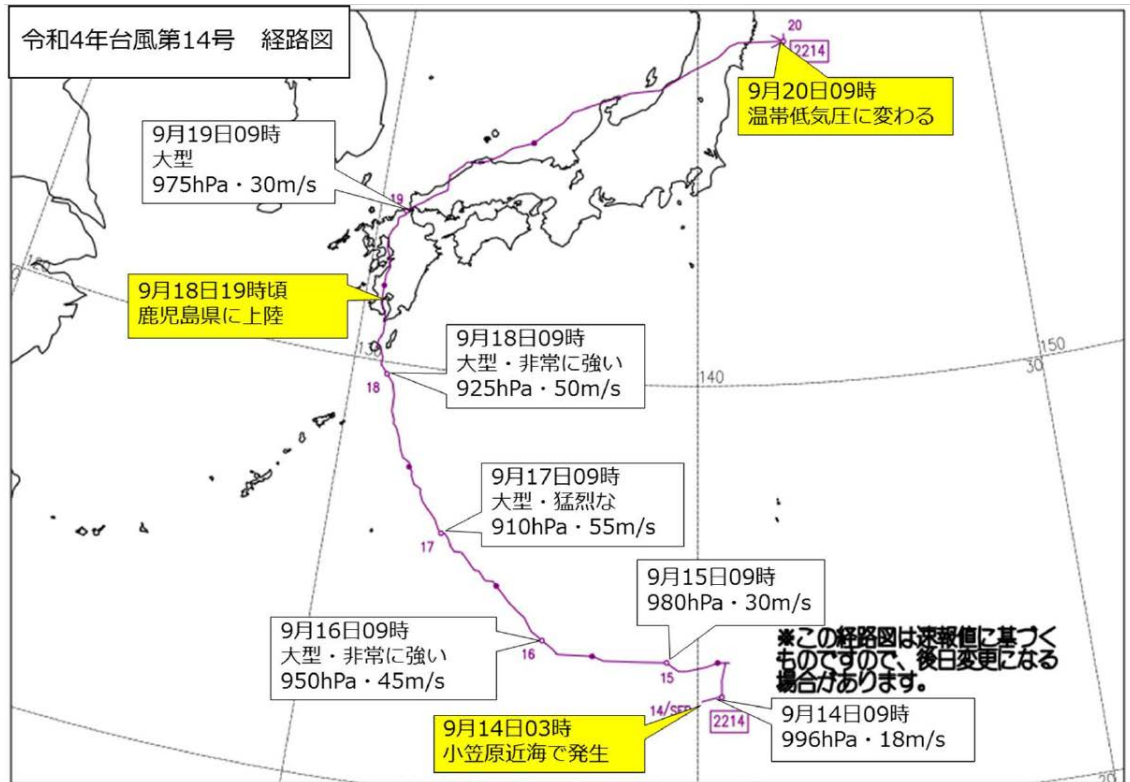 令和4年台風第14号　経路図
20
2214
9月20日09時
温帯低気圧に変わる
9月19日09時
大型
975hPa・30m/s
19
9月18日19時頃
鹿児島県に上陸
9月18日09時
大型・非常に強い
925hPa・50m/s
130
18
140
150
30
9月17日09時
大型・猛烈な
910hPa・55m/s
17
9月15日09時
980hPa・30m/s
9月16日09時
大型・非常に強い
950hPa・45m/s
16
15
※この経路図は速報値に基づく
ものですので、後日変更になる
場合があります。
14/SEP
2214
9月14日03時
小笠原近海で発生
9月14日09時
996hPa・18m/s
20